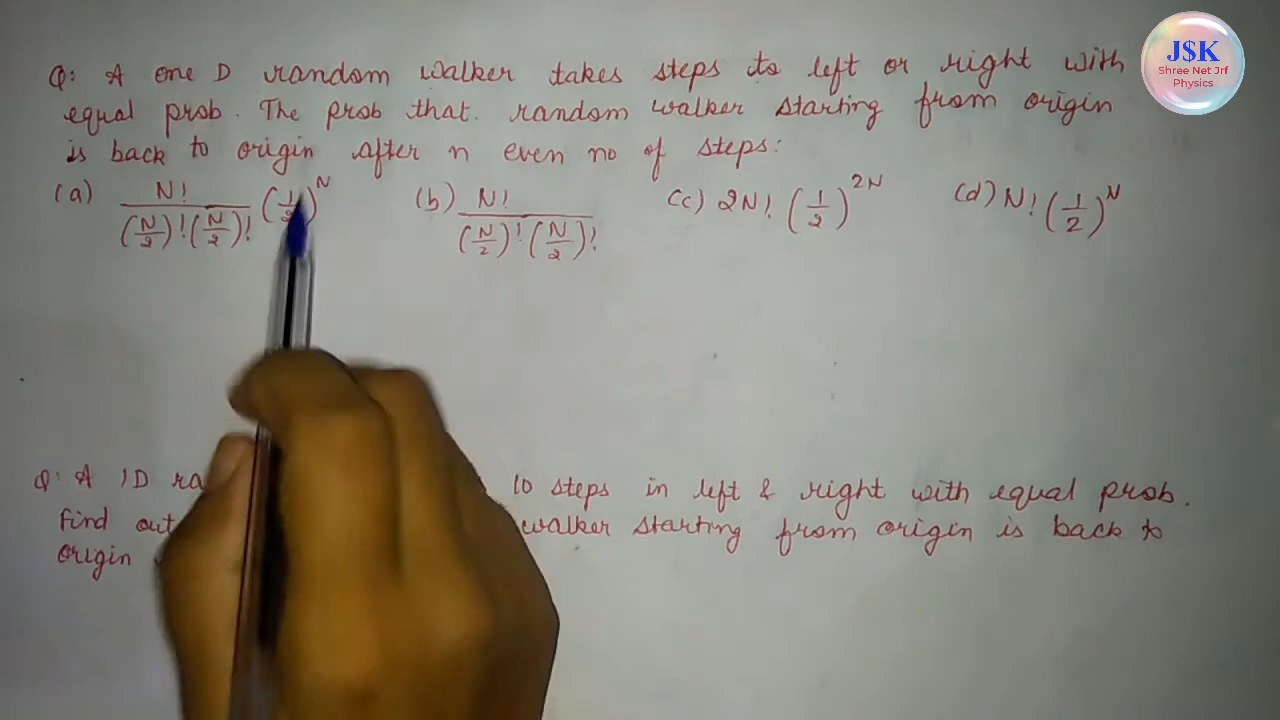 J$K
Shree Net Jrf
Physics
Q: A one D random walker takes steps to left or right with
equal prob. The prob that random walker starting from origin
is back to origin after n even no of steps:
(a) N! / (N/2)! (N/2)! (1/2)^N (b) N! / (N/2)! (N/2)! (c) 2N! (1/2)^2N (d) N! (1/2)^N
Q: A 1D 10 steps in left & right with equal prob.
Find out walker starting from origin is back to
origin